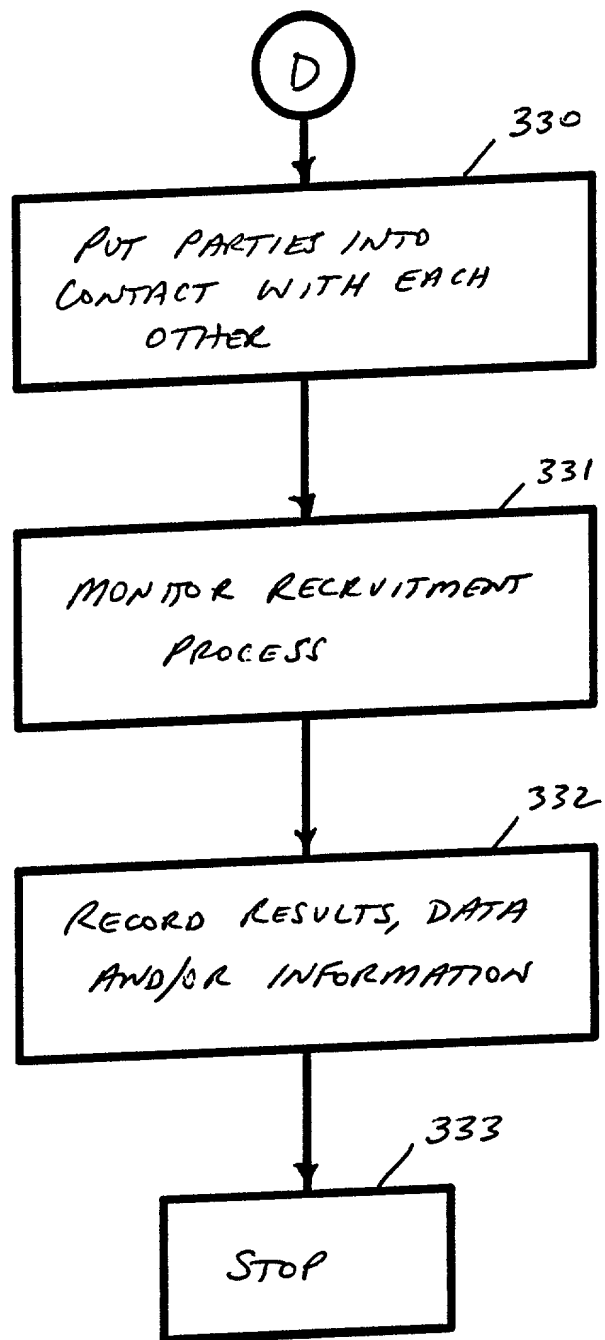 D
330
PUT PARTIES INTO
CONTACT WITH EACH
OTHER
331
MONITOR RECRUITMENT
PROCESS
332
RECORD RESULTS, DATA
AND/OR INFORMATION
333
STOP